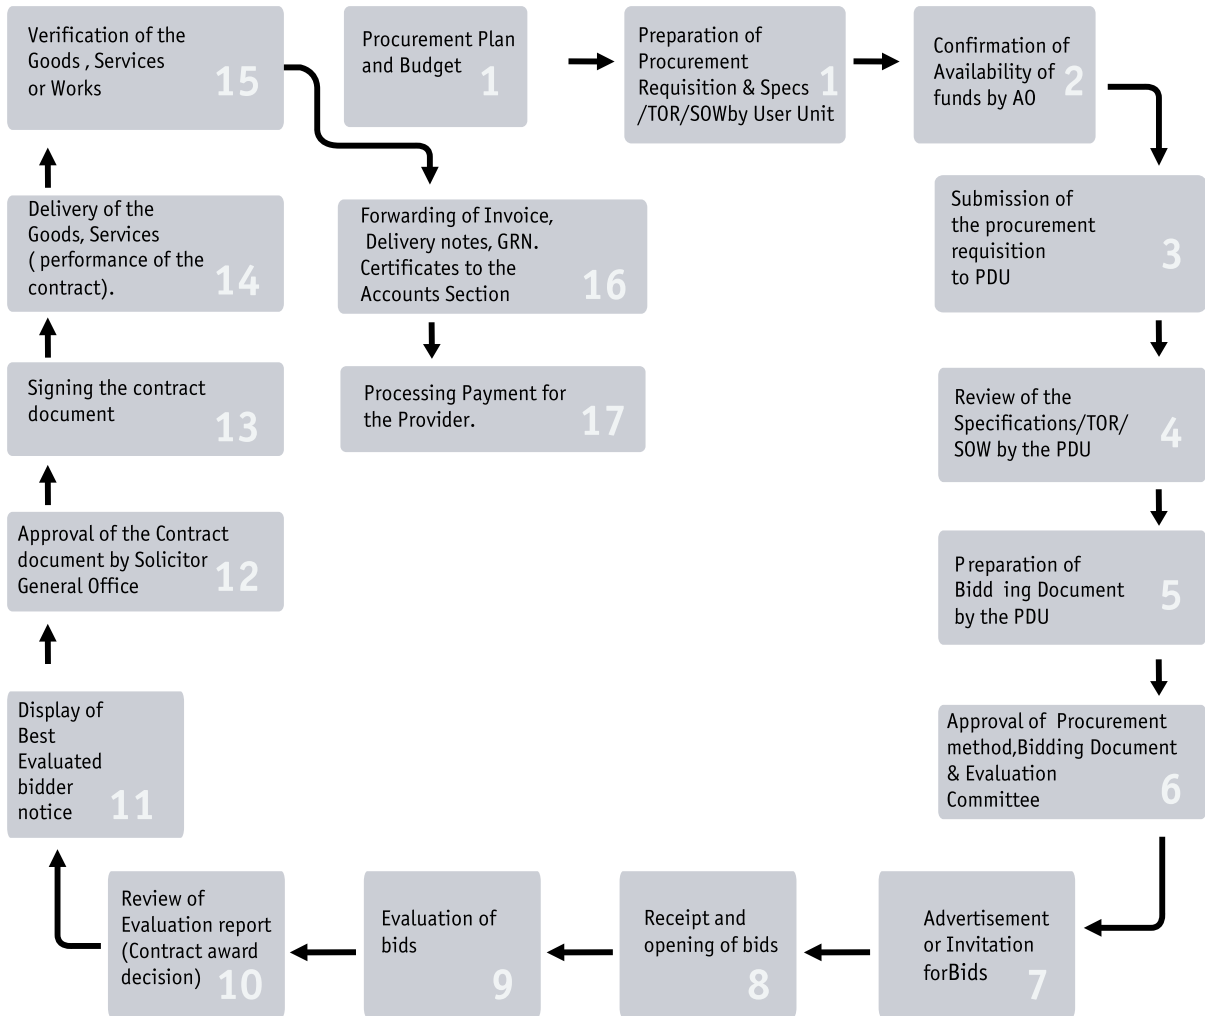 Procurement Plan
and Budget
1
Preparation of
Procurement
Requisition & Specs
/TOR/SOWby User Unit
1
Confirmation of
Availability of
funds by AO
2
Submission of
the procurement
requisition
to PDU
3
Review of the
Specifications/TOR/
SOW by the PDU
4
Preparation of
Bidd ing Document
by the PDU
5
Approval of Procurement
method,Bidding Document
& Evaluation
Committee
6
Advertisement
or Invitation
forBids
7
Receipt and
opening of bids
8
Evaluation of
bids
9
Review of
Evaluation report
(Contract award
decision)
10
Display of
Best
Evaluated
bidder
notice
11
Approval of the Contract
document by Solicitor
General Office
12
Signing the contract
document
13
Delivery of the
Goods, Services
( performance of the
contract).
14
Verification of the
Goods , Services
or Works
15
Forwarding of Invoice,
Delivery notes, GRN.
Certificates to the
Accounts Section
16
Processing Payment for
the Provider.
17